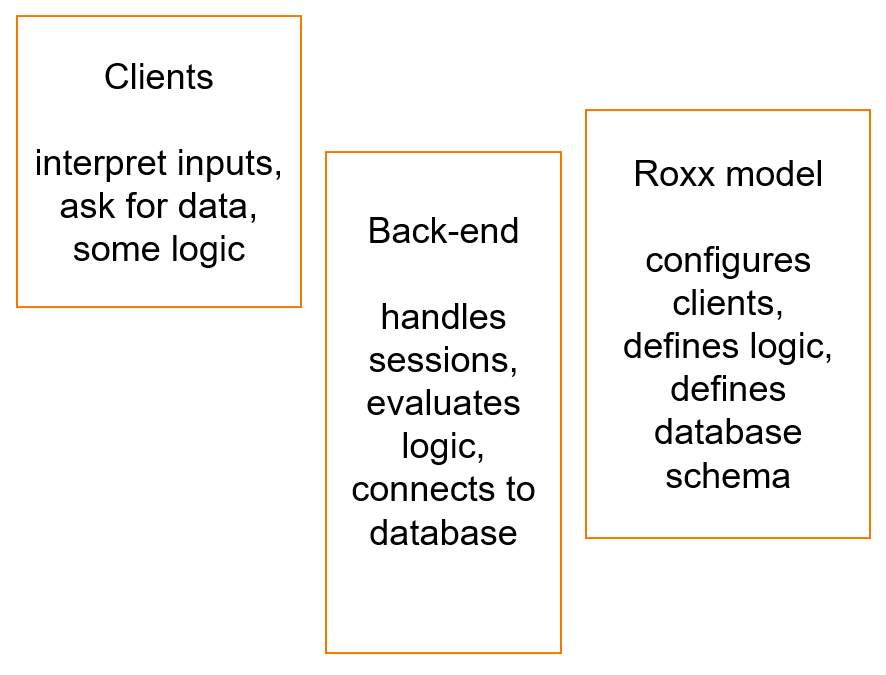 Clients
interpret inputs,
ask for data,
some logic
Back-end
handles
sessions,
evaluates
logic,
connects to
database
Roxx model
configures
clients,
defines logic,
defines
database
schema